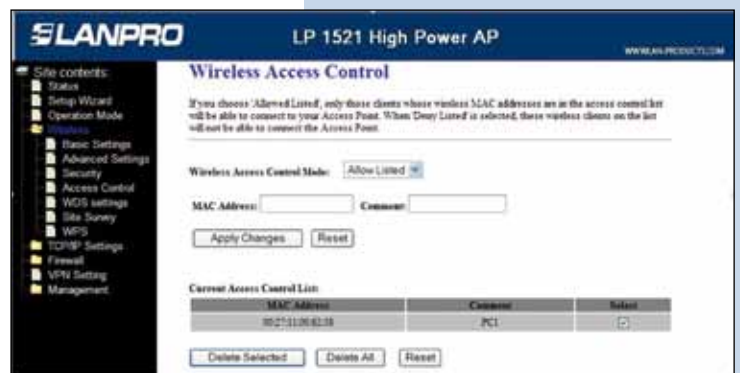 LANPRO
LP 1521 High Power AP
Site contents:
Status
Setup Wizard
Operation Mode
Wireless
Basic Settings
Advanced Settings
Security
Access Control
WDS settings
Site Survey
WPS
TCP/IP Settings
Firewall
VPN Setting
Management
Wireless Access Control
If you choose 'Allowed Listed', only those clients whose wireless MAC addresses are in the access control list
will be able to connect to your Access Point. When 'Deny Listed' is selected, these wireless clients on the list
will not be able to connect the Access Point.
Wireless Access Control Mode: Allow Listed
MAC Address: Comment:
Apply Changes Reset
Current Access Control List:
MAC Address Comment Select
PC1
Delete Selected Delete All Reset